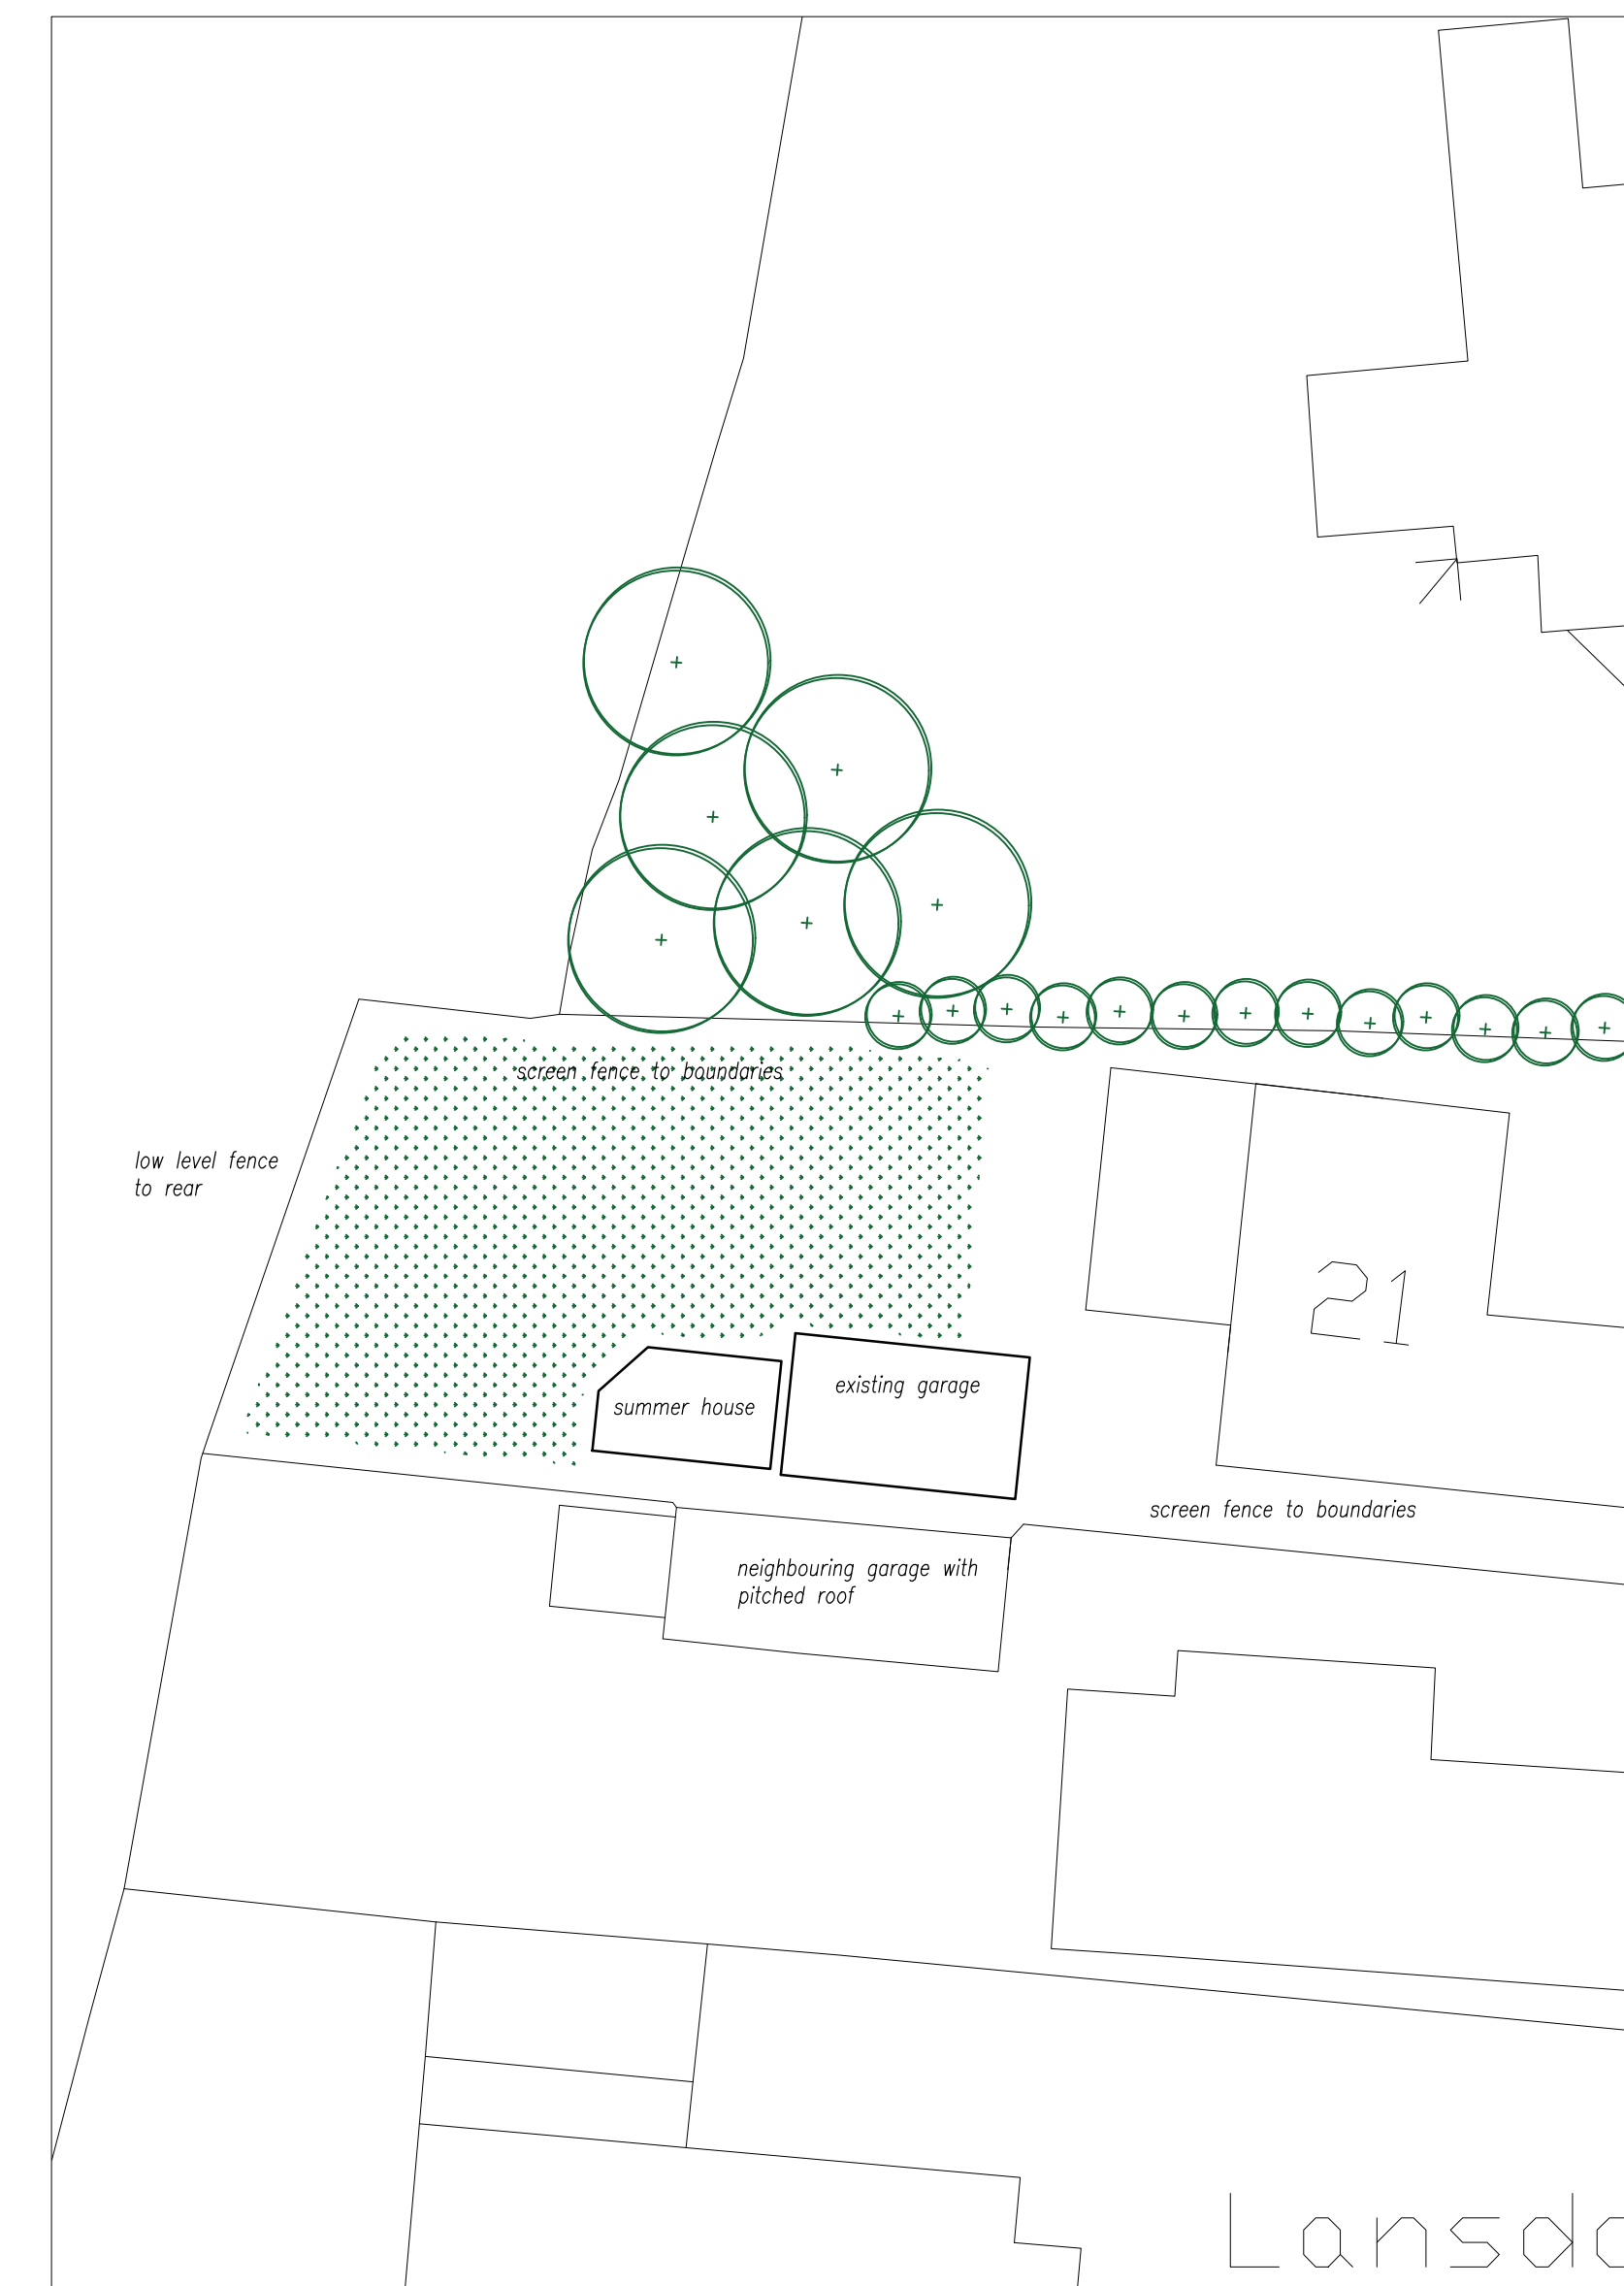 screen fence to boundaries
low level fence
to rear
21
existing garage
summer house
screen fence to boundaries
neighbouring garage with
pitched roof
Lansd